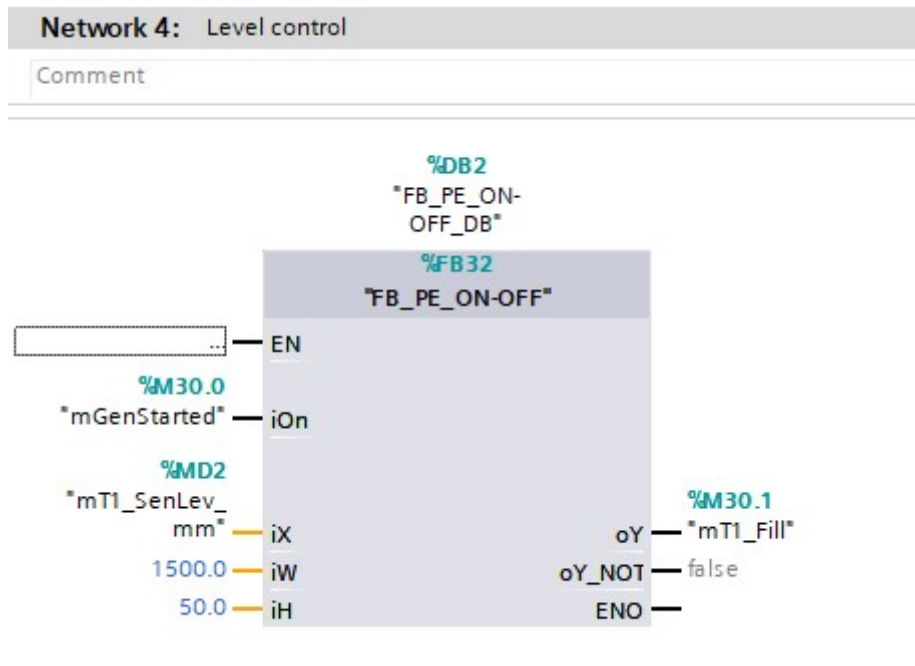 Network 4: Level control
Comment
%DB2
"FB_PE_ON-
OFF_DB"
%FB32
"FB_PE_ON-OFF"
... EN
%M30.0
"mGenStarted" iOn
%MD2
"mT1_SenLev_
mm" iX
1500.0 iW
50.0 iH
%M30.1
oY "mT1_Fill"
oY_NOT false
ENO